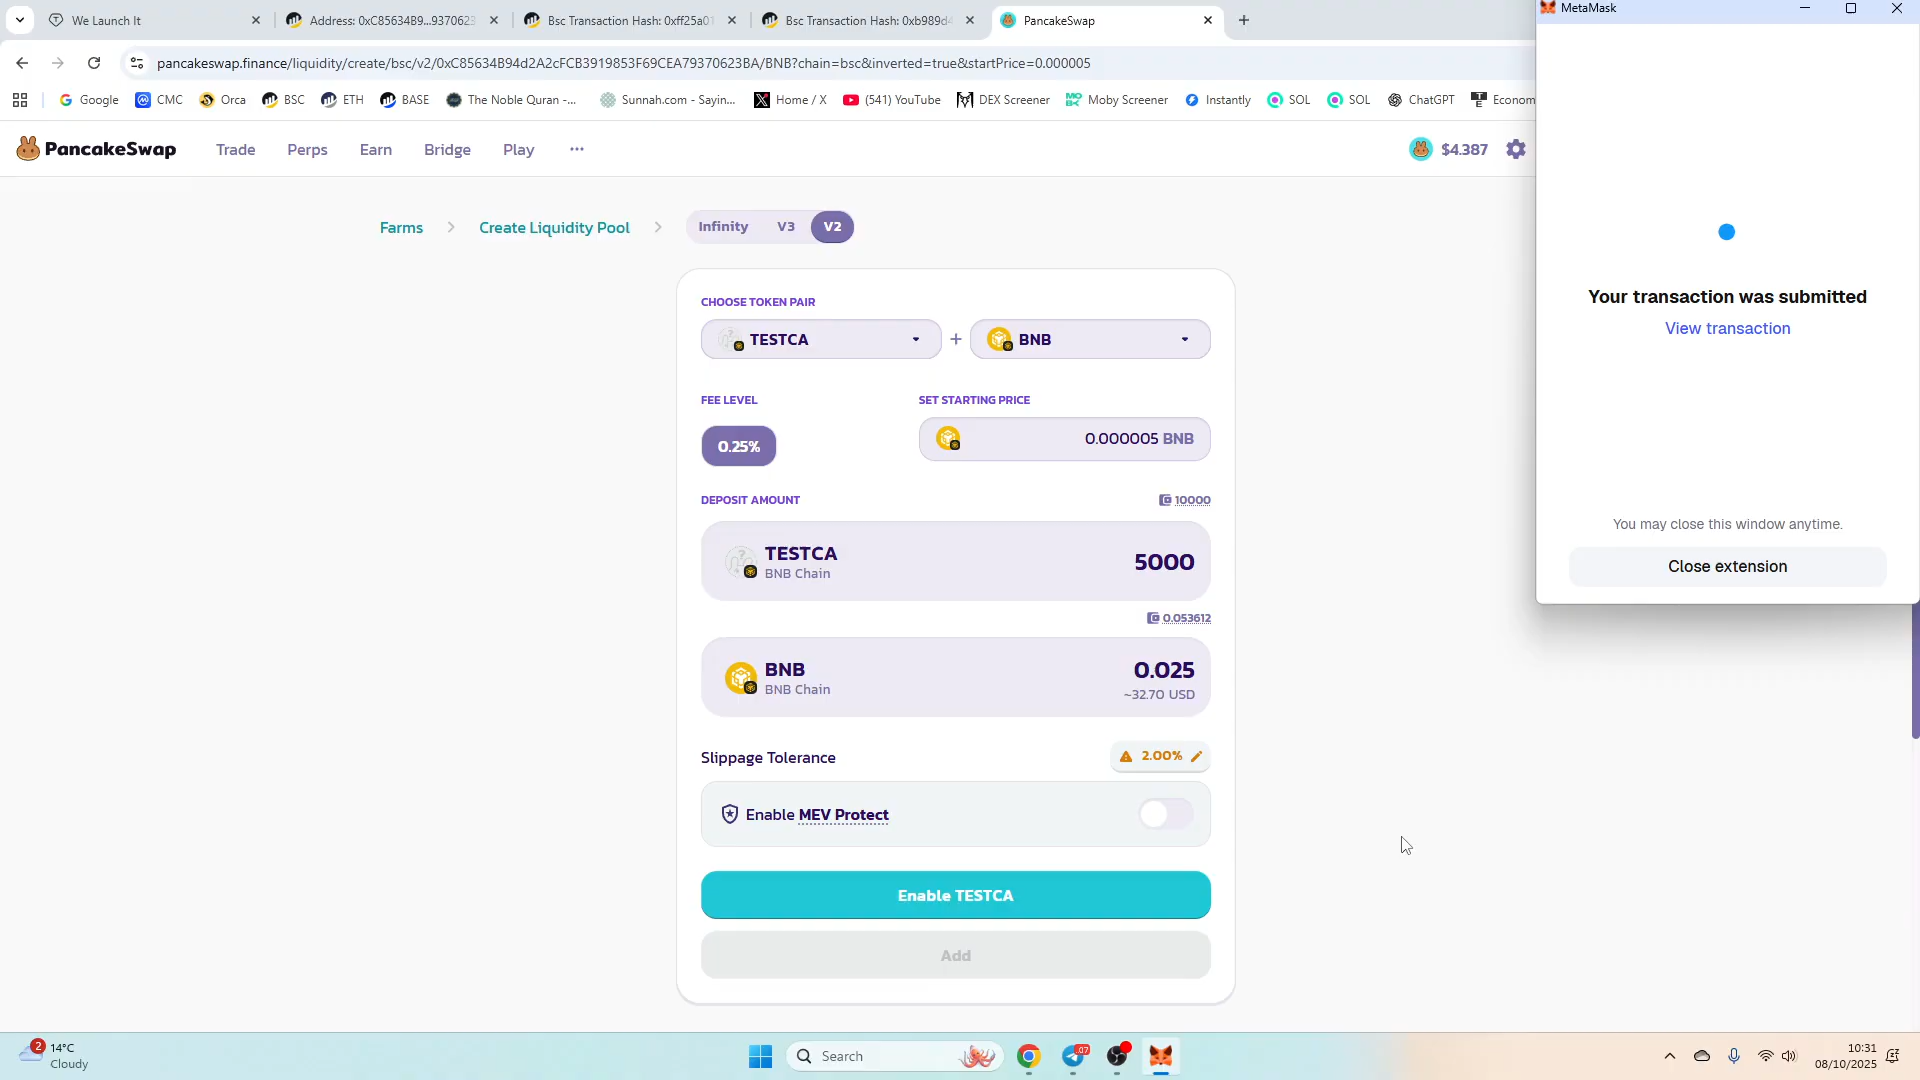 We Launch It
Address: 0xC85634B9...9370623
Bsc Transaction Hash: 0xff25a01
Bsc Transaction Hash: 0xb989d4
PancakeSwap
MetaMask
pancakeswap.finance/liquidity/create/bsc/v2/0xC85634B94d2A2cFCB3919853F69CEA79370623BA/BNB?chain=bsc&inverted=true&startPrice=0.000005
Google
CMC
Orca
BSC
ETH
BASE
The Noble Quran -...
Sunnah.com - Sayin...
Home / X
(541) YouTube
DEX Screener
Moby Screener
Instantly
SOL
SOL
ChatGPT
Econom
PancakeSwap
Trade
Perps
Earn
Bridge
Play
$4.387
Farms
Create Liquidity Pool
Infinity
V3
V2
CHOOSE TOKEN PAIR
TESTCA
+
BNB
FEE LEVEL
SET STARTING PRICE
0.25%
0.000005 BNB
DEPOSIT AMOUNT
10000
TESTCA
BNB Chain
5000
0.053612
BNB
BNB Chain
0.025
~32.70 USD
Slippage Tolerance
2.00%
Enable MEV Protect
Enable TESTCA
Add
Your transaction was submitted
View transaction
You may close this window anytime.
Close extension
2
14°C
Cloudy
Search
07
10:31
08/10/2025